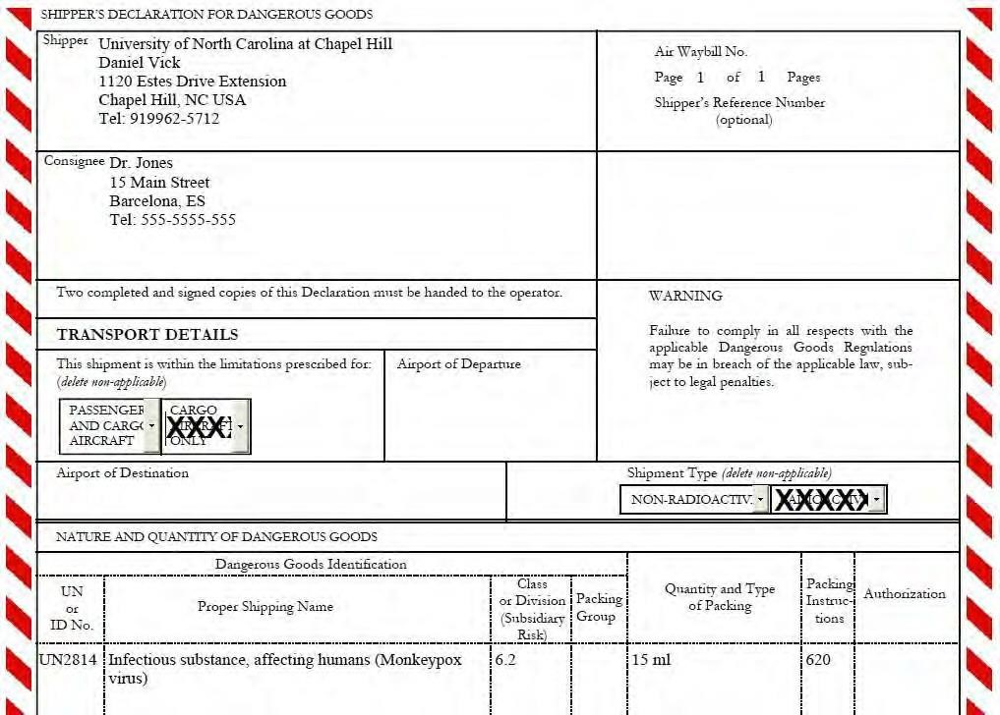 SHIPPER'S DECLARATION FOR DANGEROUS GOODS
Shipper University of North Carolina at Chapel Hill
Daniel Vick
1120 Estes Drive Extension
Chapel Hill, NC USA
Tel: 919962-5712
Air Waybill No.
Page 1 of 1 Pages
Shipper's Reference Number
(optional)
Consignee Dr. Jones
15 Main Street
Barcelona, ES
Tel: 555-5555-555
Two completed and signed copies of this Declaration must be handed to the operator.
WARNING
Failure to comply in all respects with the
applicable Dangerous Goods Regulations
may be in breach of the applicable law, sub-
ject to legal penalties.
TRANSPORT DETAILS
This shipment is within the limitations prescribed for:
(delete non-applicable)
PASSENGER
AND CARG
AIRCRAFT
CARGO
XXX
ONLY
Airport of Departure
Airport of Destination
Shipment Type (delete non-applicable)
NON-RADIOACTIV
XXXXX
NATURE AND QUANTITY OF DANGEROUS GOODS
Dangerous Goods Identification
UN
or
ID No.
Proper Shipping Name
Class
or Division
(Subsidiary
Risk)
Packing
Group
Quantity and Type
of Packing
Packing
Instruc-
tions
Authorization
UN2814 Infectious substance, affecting humans (Monkeypox
virus)
6.2
15 ml
620